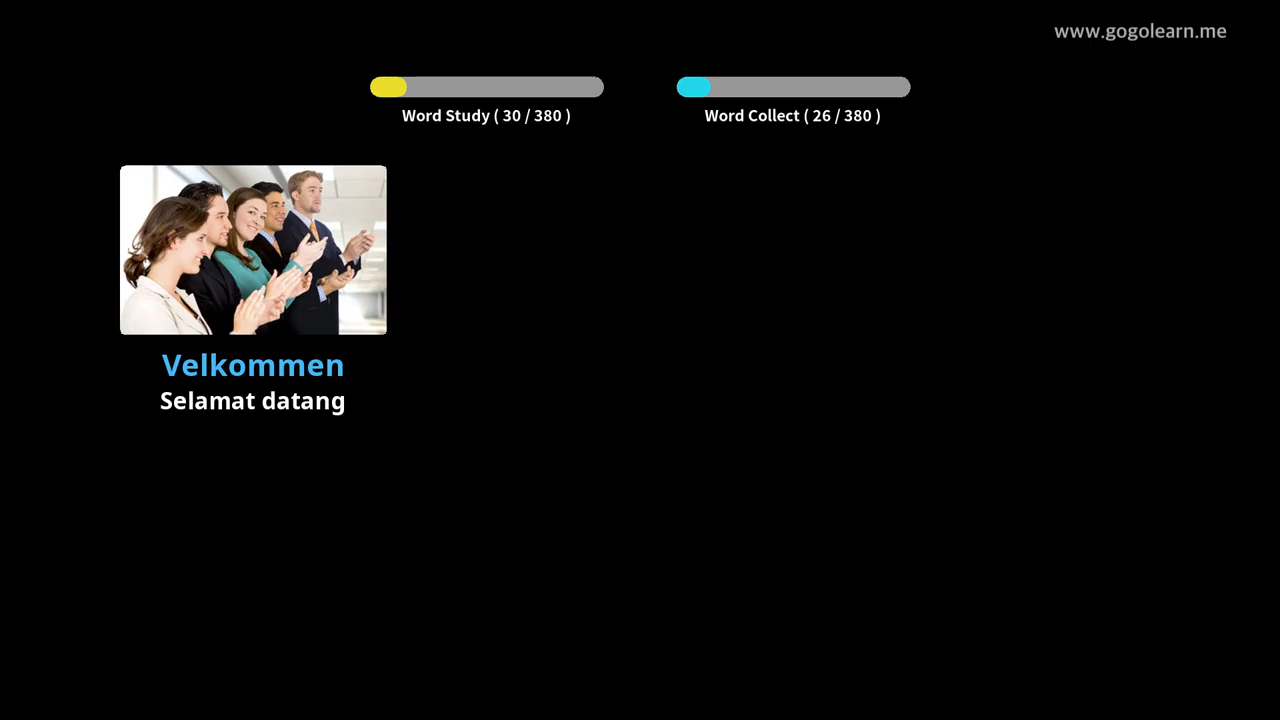 www.gogolearn.me
Word Study ( 30 / 380 )
Word Collect ( 26 / 380 )
Velkommen
Selamat datang